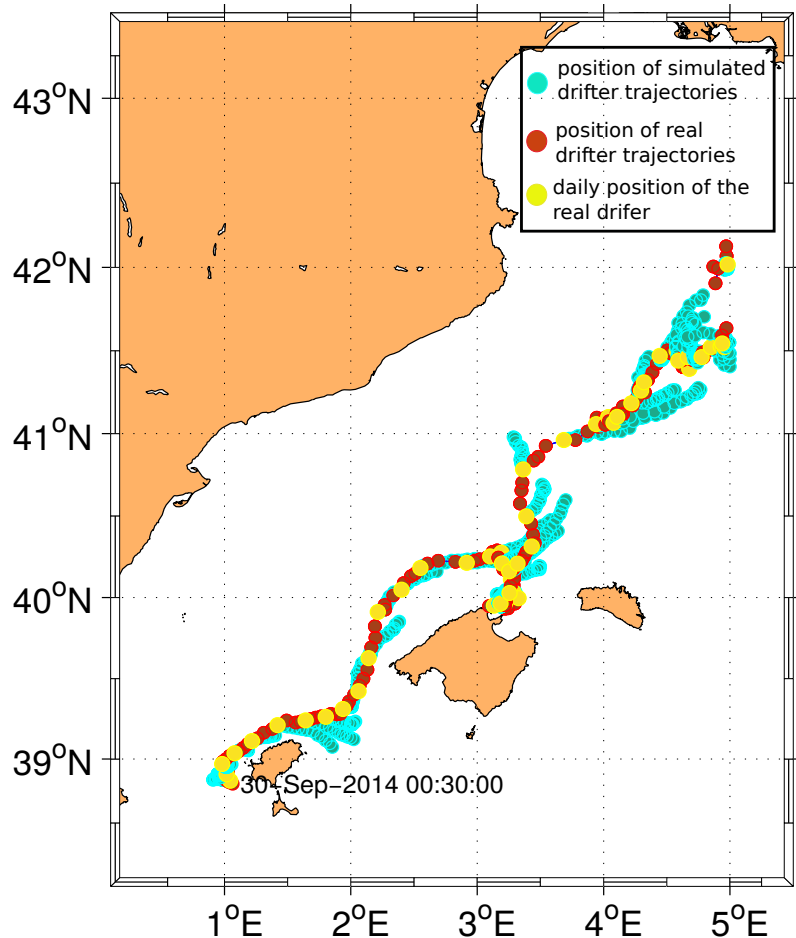 position of simulated
drifter trajectories
position of real
drifter trajectories
daily position of the
real drifer
43°N
42°N
41°N
40°N
39°N
30-Sep-2014 00:30:00
1°E 2°E 3°E 4°E 5°E